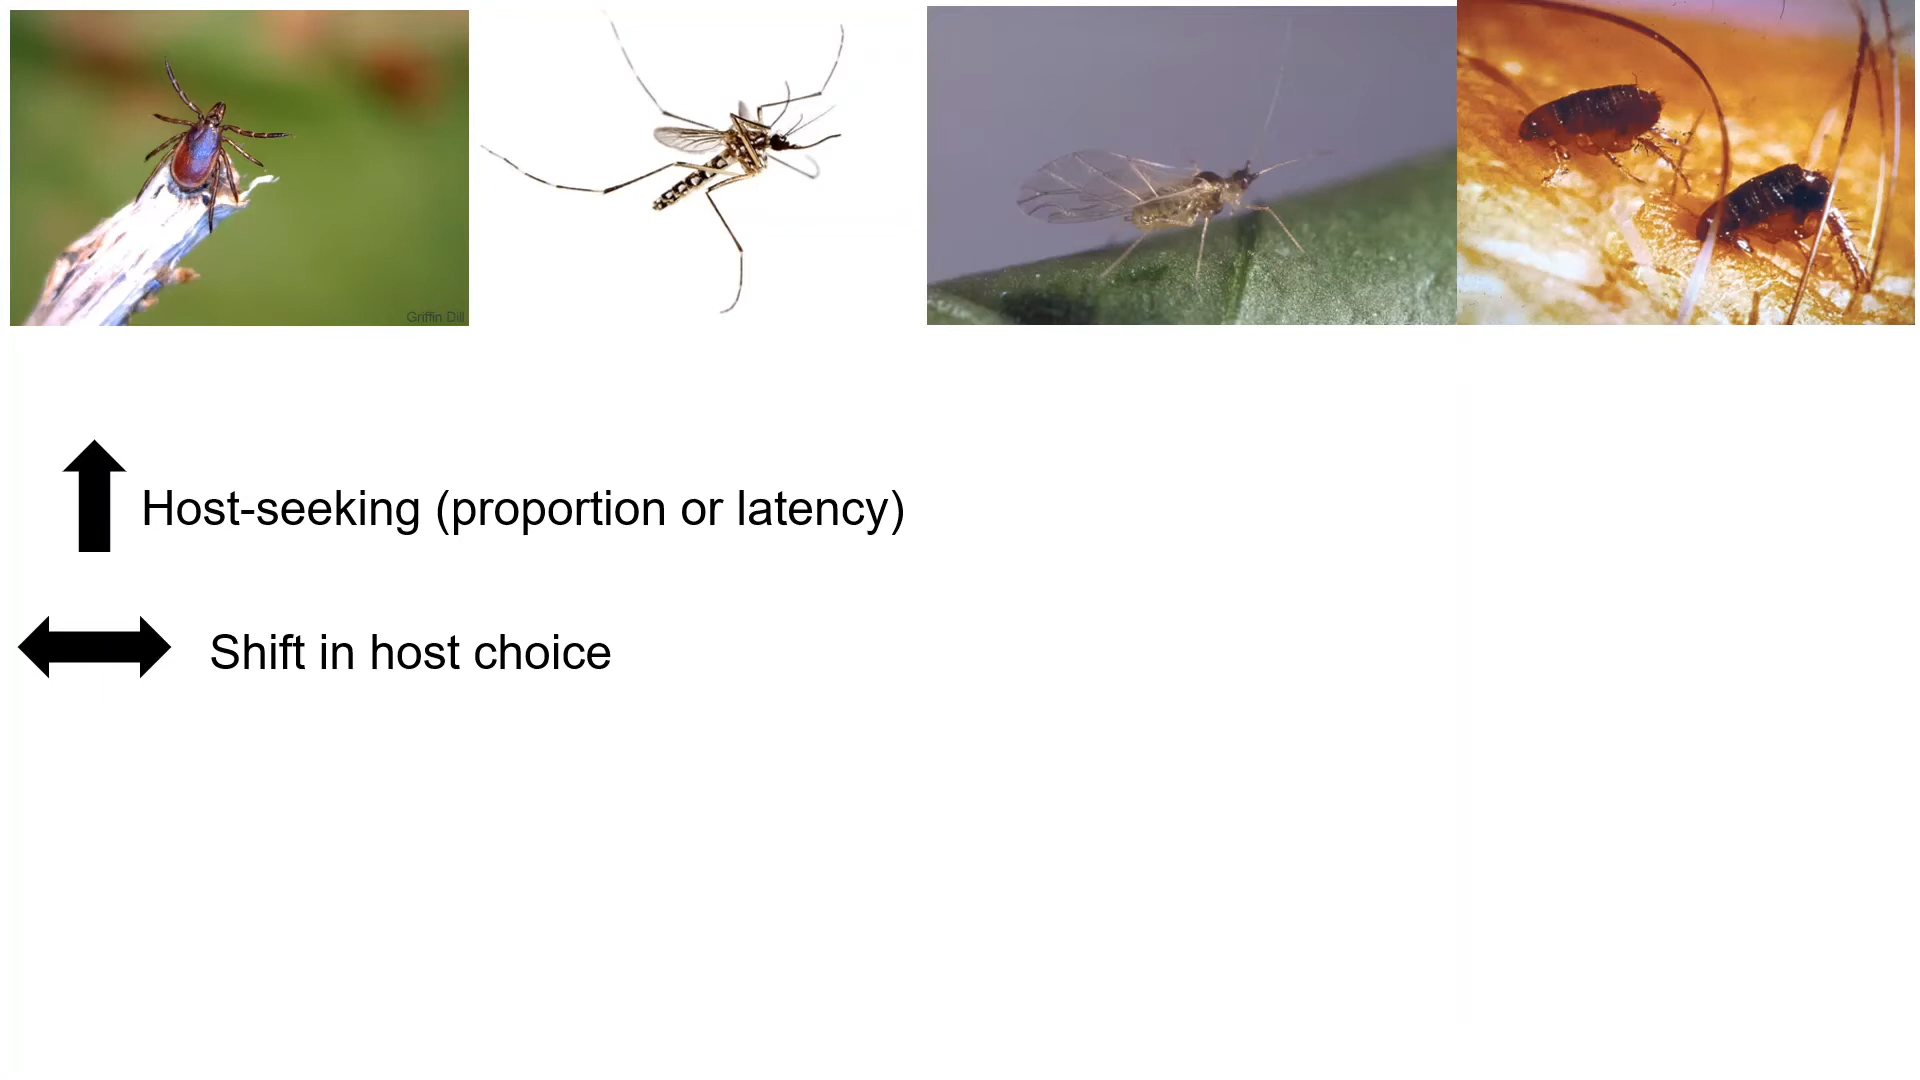 Griffin Dill
Host-seeking (proportion or latency)
Shift in host choice